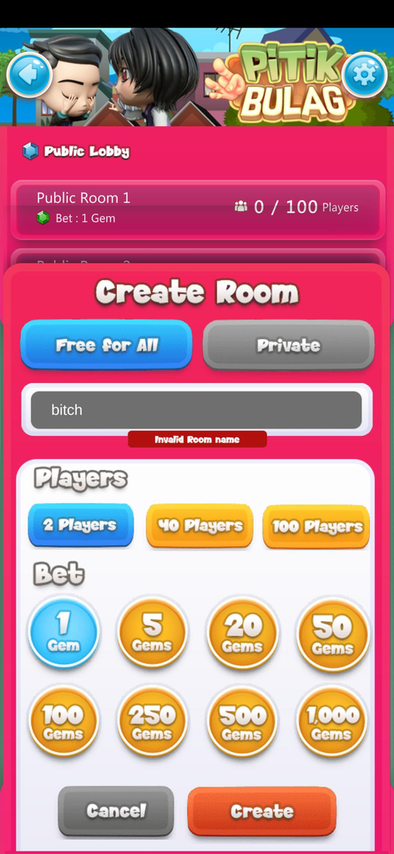 PiTiK
BULAG
Public Lobby
Public Room 1
0 / 100 Players
Bet : 1 Gem
Create Room
Free for All
Private
bitch
Invalid Room name
Players
2 Players
40 Players
100 Players
Bet
1
Gem
5
Gems
20
Gems
50
Gems
100
Gems
250
Gems
500
Gems
1,000
Gems
Cancel
Create